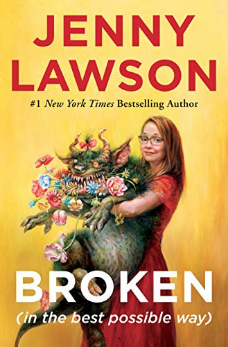 JENNY
LAWSON
#1 New York Times Bestselling Author
BROKEN
(in the best possible way)